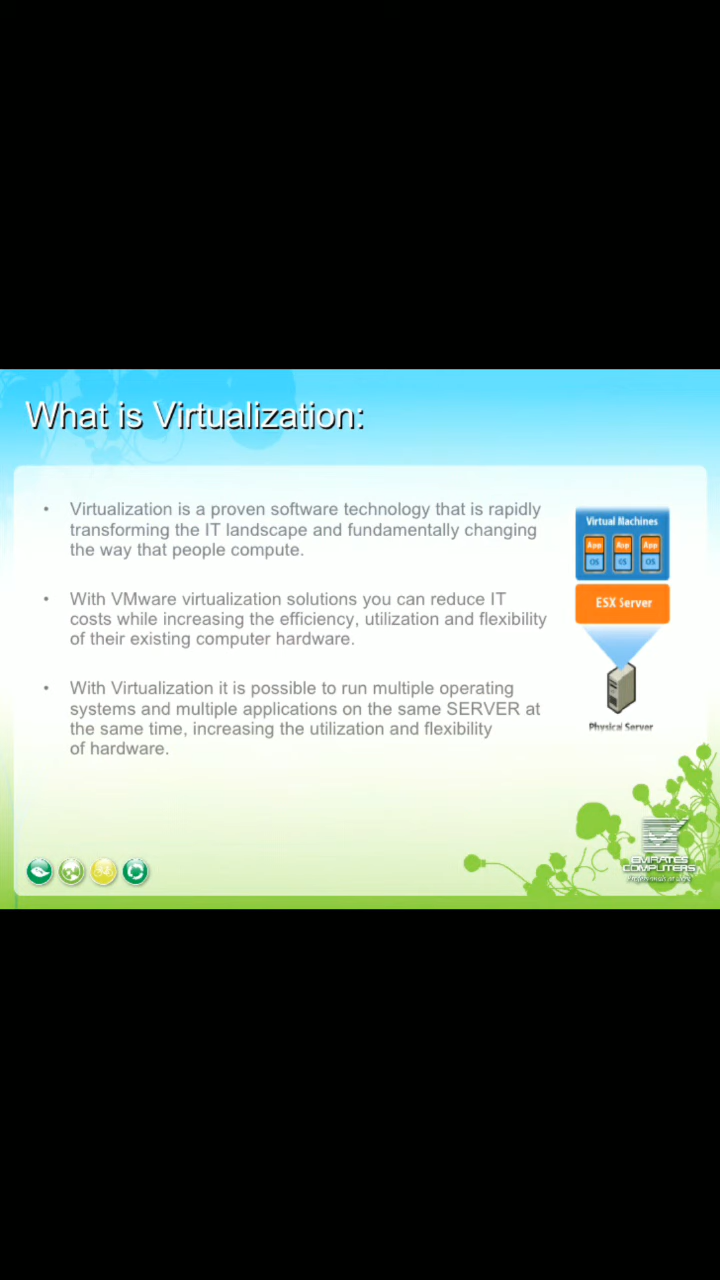 What is Virtualization:
• Virtualization is a proven software technology that is rapidly
transforming the IT landscape and fundamentally changing
the way that people compute.
• With VMware virtualization solutions you can reduce IT
costs while increasing the efficiency, utilization and flexibility
of their existing computer hardware.
• With Virtualization it is possible to run multiple operating
systems and multiple applications on the same SERVER at
the same time, increasing the utilization and flexibility
of hardware.
Virtual Machines
App App App
OS OS OS
ESX Server
Physical Server
EMIRATES
COMPUTERS